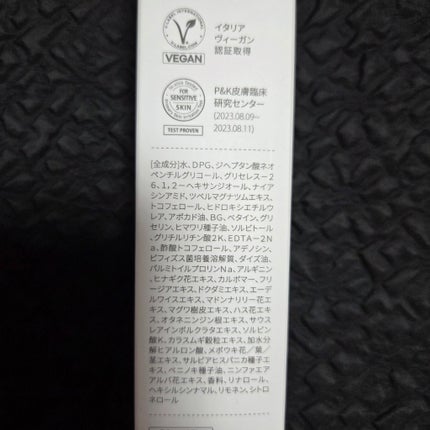 V-LABEL INTERNATIONAL
V-LABEL.COM
VEGAN
イタリア
ヴィーガン
認証取得
FOR
SENSITIVE
SKIN
TEST PROVEN
P&K皮膚臨床
研究センター
(2023.08.09~
2023.08.11)
[全成分]水、DPG、ジヘプタン酸ネオ
ペンチルグリコール、グリセレス-2
6、1,2-ヘキサンジオール、ナイア
シンアミド、ツベルマグナツムエキス、
トコフェロール、ヒドロキシエチルウ
レア、アボカド油、BG、ベタイン、グリ
セリン、ヒマワリ種子油、ソルビトー
ル、グリチルリチン酸2K、EDTA-2N
a、酢酸トコフェロール、アデノシン、
ビフィズス菌培養溶解質、ダイズ油、
パルミトイルプロリンNa、アルギニン、
ヒナギク花エキス、カルボマー、フリ
ージアエキス、ドクダミエキス、エーデ
ルワイスエキス、マドンナリリー花エ
キス、マグワ樹皮エキス、ハス花エキ
ス、オタネニンジン根エキス、サウス
レアインボルクラタエキス、ソルビン
酸K、カラスムギ穀粒エキス、加水分
解ヒアルロン酸、メボウキ花/葉/
茎エキス、サルビアヒスパニカ種子エ
キス、ベニノキ種子油、ニンファエア
アルバ花エキス、香料、リナロール、
ヘキシルシンナマル、リモネン、シトロ
ネロール